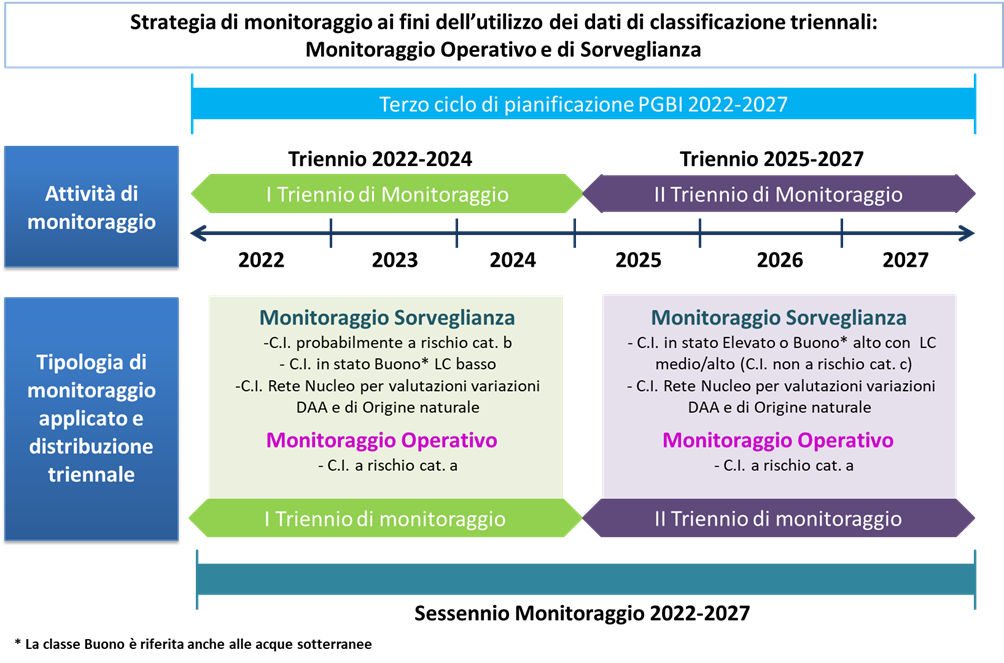 Strategia di monitoraggio ai fini dell'utilizzo dei dati di classificazione triennali:
Monitoraggio Operativo e di Sorveglianza
Terzo ciclo di pianificazione PGBI 2022-2027
Triennio 2022-2024
Triennio 2025-2027
Attività di
monitoraggio
I Triennio di Monitoraggio
II Triennio di Monitoraggio
2022
2023
2024
2025
2026
2027
Tipologia di
monitoraggio
applicato e
distribuzione
triennale
Monitoraggio Sorveglianza
-C.I. probabilmente a rischio cat. b
- C.I. in stato Buono* LC basso
-C.I. Rete Nucleo per valutazioni variazioni
DAA e di Origine naturale
Monitoraggio Operativo
- C.I. a rischio cat. a
Monitoraggio Sorveglianza
- C.I. in stato Elevato o Buono* alto con LC
medio/alto (C.I. non a rischio cat. c)
- C.I. Rete Nucleo per valutazioni variazioni
DAA e di Origine naturale
Monitoraggio Operativo
- C.I. a rischio cat. a
I Triennio di monitoraggio
II Triennio di monitoraggio
Sessennio Monitoraggio 2022-2027
* La classe Buono è riferita anche alle acque sotterranee